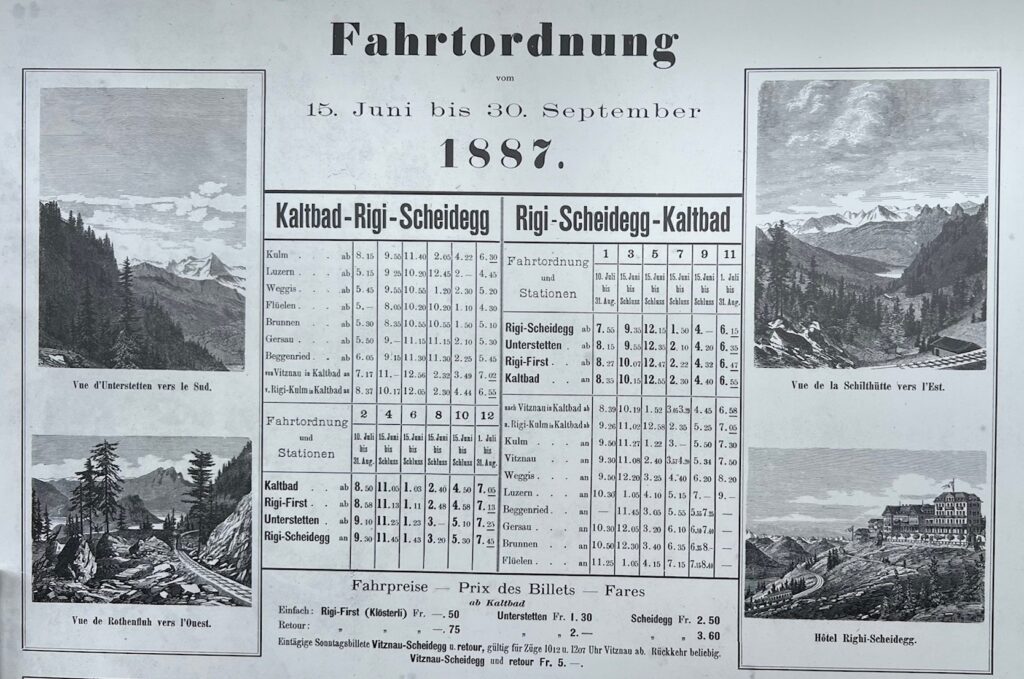 Fahrtordnung
vom
15. Juni bis 30. September
1887.
Vue d'Unterstetten vers le Sud.
Vue de Rothenfluh vers l'Ouest.
Kaltbad-Rigi-Scheidegg
Kulm . . . ab 8.15 9.55 11.40 2.05 4.22 6.30
Luzern . . . ab 5.15 9.25 10.20 12.45 2.— 4.45
Weggis . . ab 5.45 9.55 10.55 1.20 2.30 5.20
Flüelen . . ab 5.— 8.05 10.20 10.20 1.10 4.30
Brunnen . . ab 5.30 8.35 10.55 10.55 1.50 5.10
Gersau . . ab 5.50 9.— 11.15 11.15 2.10 5.30
Beggenried . . ab 6.05 9.15 11.30 11.30 2.25 5.45
von Vitznau in Kaltbad an 7.17 11.— 12.56 2.32 3.49 7.02
v. Rigi-Kulm in Kaltbad an 8.37 10.17 12.05 2.30 4.44 6.55
Fahrtordnung und Stationen
2 4 6 8 10 12
10. Juli bis 31. Aug. 15. Juni bis Schluss 15. Juni bis Schluss 15. Juni bis Schluss 15. Juni bis Schluss 1. Juli bis Schluss
Kaltbad ab 8.50 11.05 1.03 2.40 4.50 7.05
Rigi-First ab 8.58 11.13 1.11 2.48 4.58 7.13
Unterstetten ab 9.10 11.25 1.23 3.— 5.10 7.25
Rigi-Scheidegg an 9.30 11.45 1.43 3.20 5.30 7.45
Rigi-Scheidegg-Kaltbad
Fahrtordnung und Stationen
1 3 5 7 9 11
10. Juli bis 31. Aug. 15. Juni bis Schluss 15. Juni bis Schluss 15. Juni bis Schluss 15. Juni bis Schluss 1. Juli bis Schluss
Rigi-Scheidegg ab 7.55 9.35 12.15 1.50 4.— 6.15
Unterstetten ab 8.15 9.55 12.35 2.10 4.20 6.35
Rigi-First ab 8.27 10.07 12.47 2.22 4.32 6.47
Kaltbad an 8.35 10.15 12.55 2.30 4.40 6.55
nach Vitznau in Kaltbad ab 8.39 10.19 1.52 4.45 6.58
n. Rigi-Kulm in Kaltbad ab 9.26 11.02 12.58 2.35 5.25 7.05
Kulm . . an 9.50 11.27 1.22 3.— 5.50 7.30
Vitznau . . an 9.30 11.08 2.40 5.34 7.50
Weggis . . an 9.50 12.20 3.25 4.40 6.20 8.20
Luzern . . an 10.30 1.05 4.10 5.15 7.— 9.—
Beggenried . . an — 11.45 3.05 5.55
Gersau . . an 10.30 12.05 3.20 6.10
Brunnen . . an 10.50 12.30 3.40 6.35
Flüelen . . an 11.25 1.05 4.15 7.15
Vue de la Schilthütte vers l'Est.
Hôtel Righi-Scheidegg.
Fahrpreise — Prix des Billets — Fares
ab Kaltbad
Einfach: Rigi-First (Klösterli) Fr. —.50 Unterstetten Fr. 1.30 Scheidegg Fr. 2.50
Retour: „ „ „ —.75 „ „ 2.— „ „ 3.60
Eintägige Sonntagsbillete Vitznau-Scheidegg u. retour, gültig für Züge 1012 u. 1207 Uhr Vitznau ab. Rückkehr beliebig.
Vitznau-Scheidegg und retour Fr. 5.—.